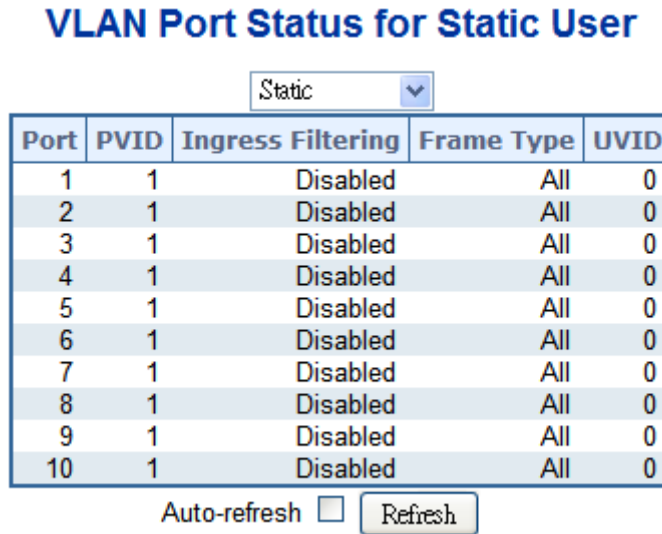 VLAN Port Status for Static User
Static
Port PVID Ingress Filtering Frame Type UVID
1 1 Disabled All 0
2 1 Disabled All 0
3 1 Disabled All 0
4 1 Disabled All 0
5 1 Disabled All 0
6 1 Disabled All 0
7 1 Disabled All 0
8 1 Disabled All 0
9 1 Disabled All 0
10 1 Disabled All 0
Auto-refresh Refresh